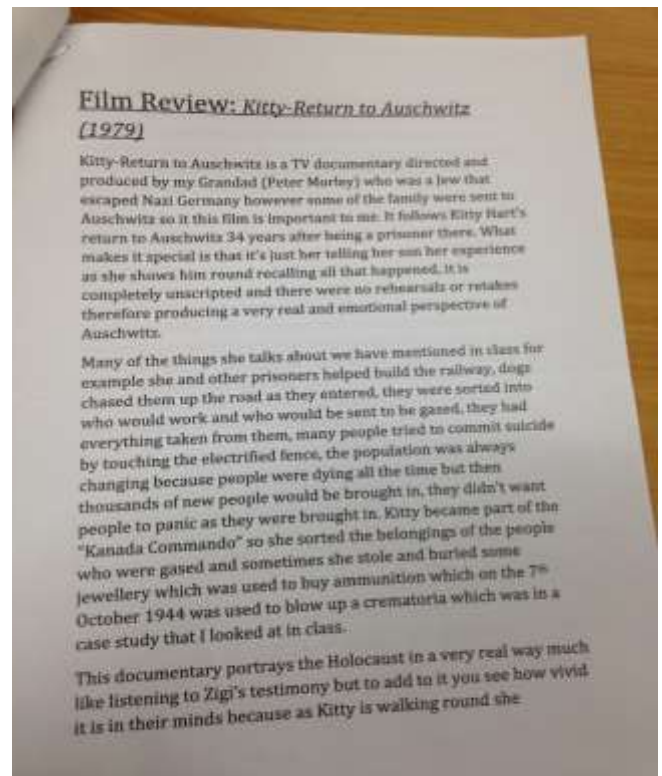 Film Review: Kitty-Return to Auschwitz
(1979)
Kitty-Return to Auschwitz is a TV documentary directed and
produced by my Grandad (Peter Morley) who was a Jew that
escaped Nazi Germany however some of the family were sent to
Auschwitz so it this film is important to me. It follows Kitty Hart's
return to Auschwitz 34 years after being a prisoner there. What
makes it special is that it's just her telling her son her experience
as she shows him round recalling all that happened, it is
completely unscripted and there were no rehearsals or retakes
therefore producing a very real and emotional perspective of
Auschwitz.
Many of the things she talks about we have mentioned in class for
example she and other prisoners helped build the railway, dogs
chased them up the road as they entered, they were sorted into
who would work and who would be sent to be gased, they had
everything taken from them, many people tried to commit suicide
by touching the electrified fence, the population was always
changing because people were dying all the time but then
thousands of new people would be brought in, they didn't want
people to panic as they were brought in. Kitty became part of the
"Kanada Commando" so she sorted the belongings of the people
who were gased and sometimes she stole and buried some
jewellery which was used to buy ammunition which on the 7th
October 1944 was used to blow up a crematoria which was in a
case study that I looked at in class.
This documentary portrays the Holocaust in a very real way much
like listening to Zigi's testimony but to add to it you see how vivid
it is in their minds because as Kitty is walking round she